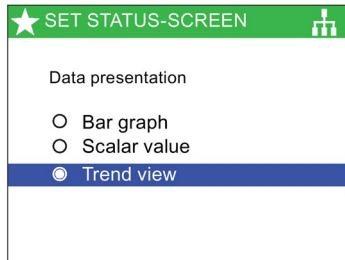 SET STATUS-SCREEN
Data presentation
Bar graph
Scalar value
Trend view